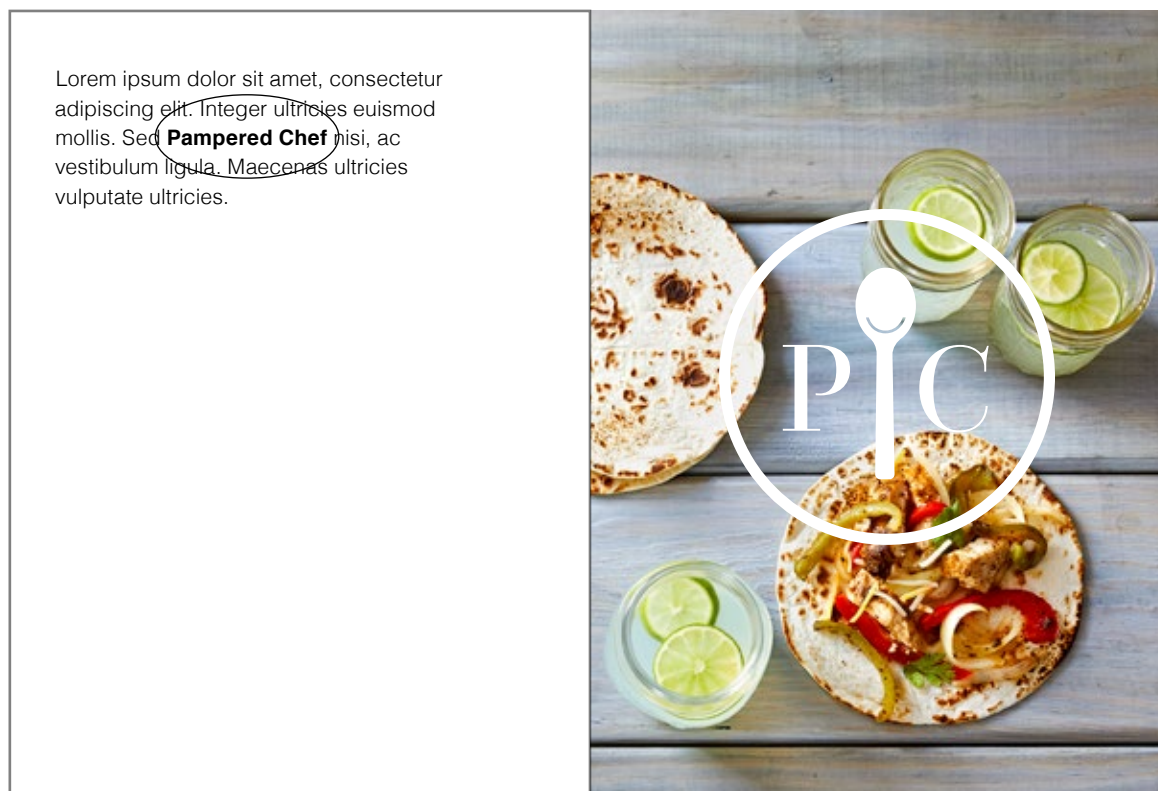 Lorem ipsum dolor sit amet, consectetur
adipiscing elit. Integer ultricies euismod
mollis. Sed Pampered Chef nisi, ac
vestibulum ligula. Maecenas ultricies
vulputate ultricies.
P C